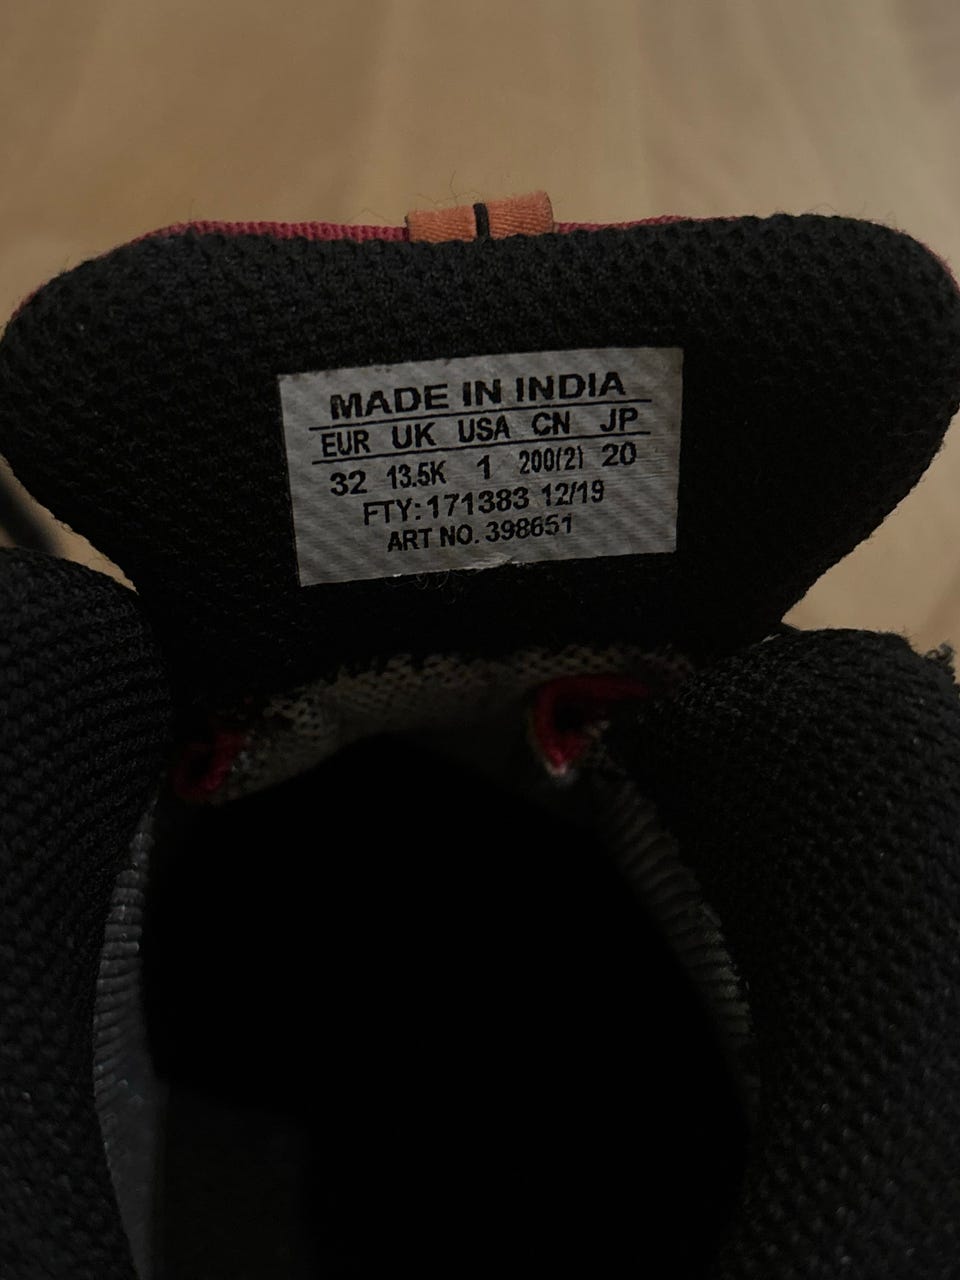 MADE IN INDIA
EUR UK USA CN JP
32 13.5K 1 200(2) 20
FTY: 171383 12/19
ART NO. 398651